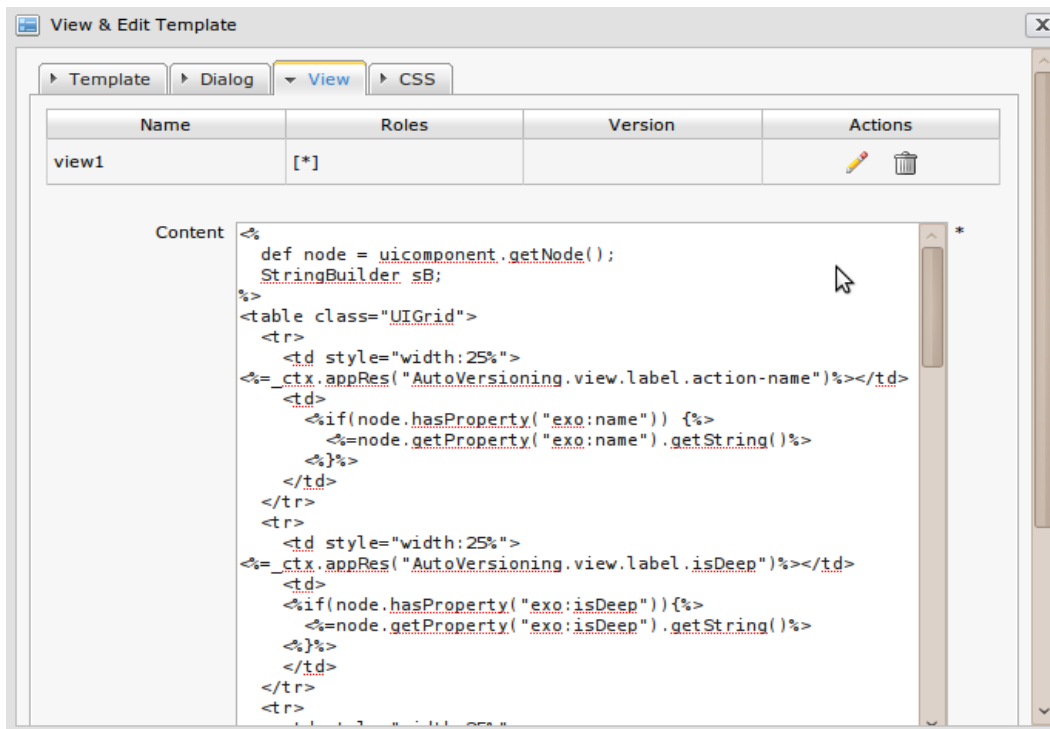 View & Edit Template
X
Template Dialog View CSS
Name Roles Version Actions
view1 [*]
Content
*
<%
  def node = uicomponent.getNode();
  StringBuilder sB;
%>
<table class="UIGrid">
  <tr>
    <td style="width:25%">
<%=_ctx.appRes("AutoVersioning.view.label.action-name")%></td>
    <td>
      <%if(node.hasProperty("exo:name")) {%>
        <%=node.getProperty("exo:name").getString()%>
      <%}%>
    </td>
  </tr>
  <tr>
    <td style="width:25%">
<%=_ctx.appRes("AutoVersioning.view.label.isDeep")%></td>
    <td>
    <%if(node.hasProperty("exo:isDeep")){%>
      <%=node.getProperty("exo:isDeep").getString()%>
    <%}%>
    </td>
  </tr>
  <tr>